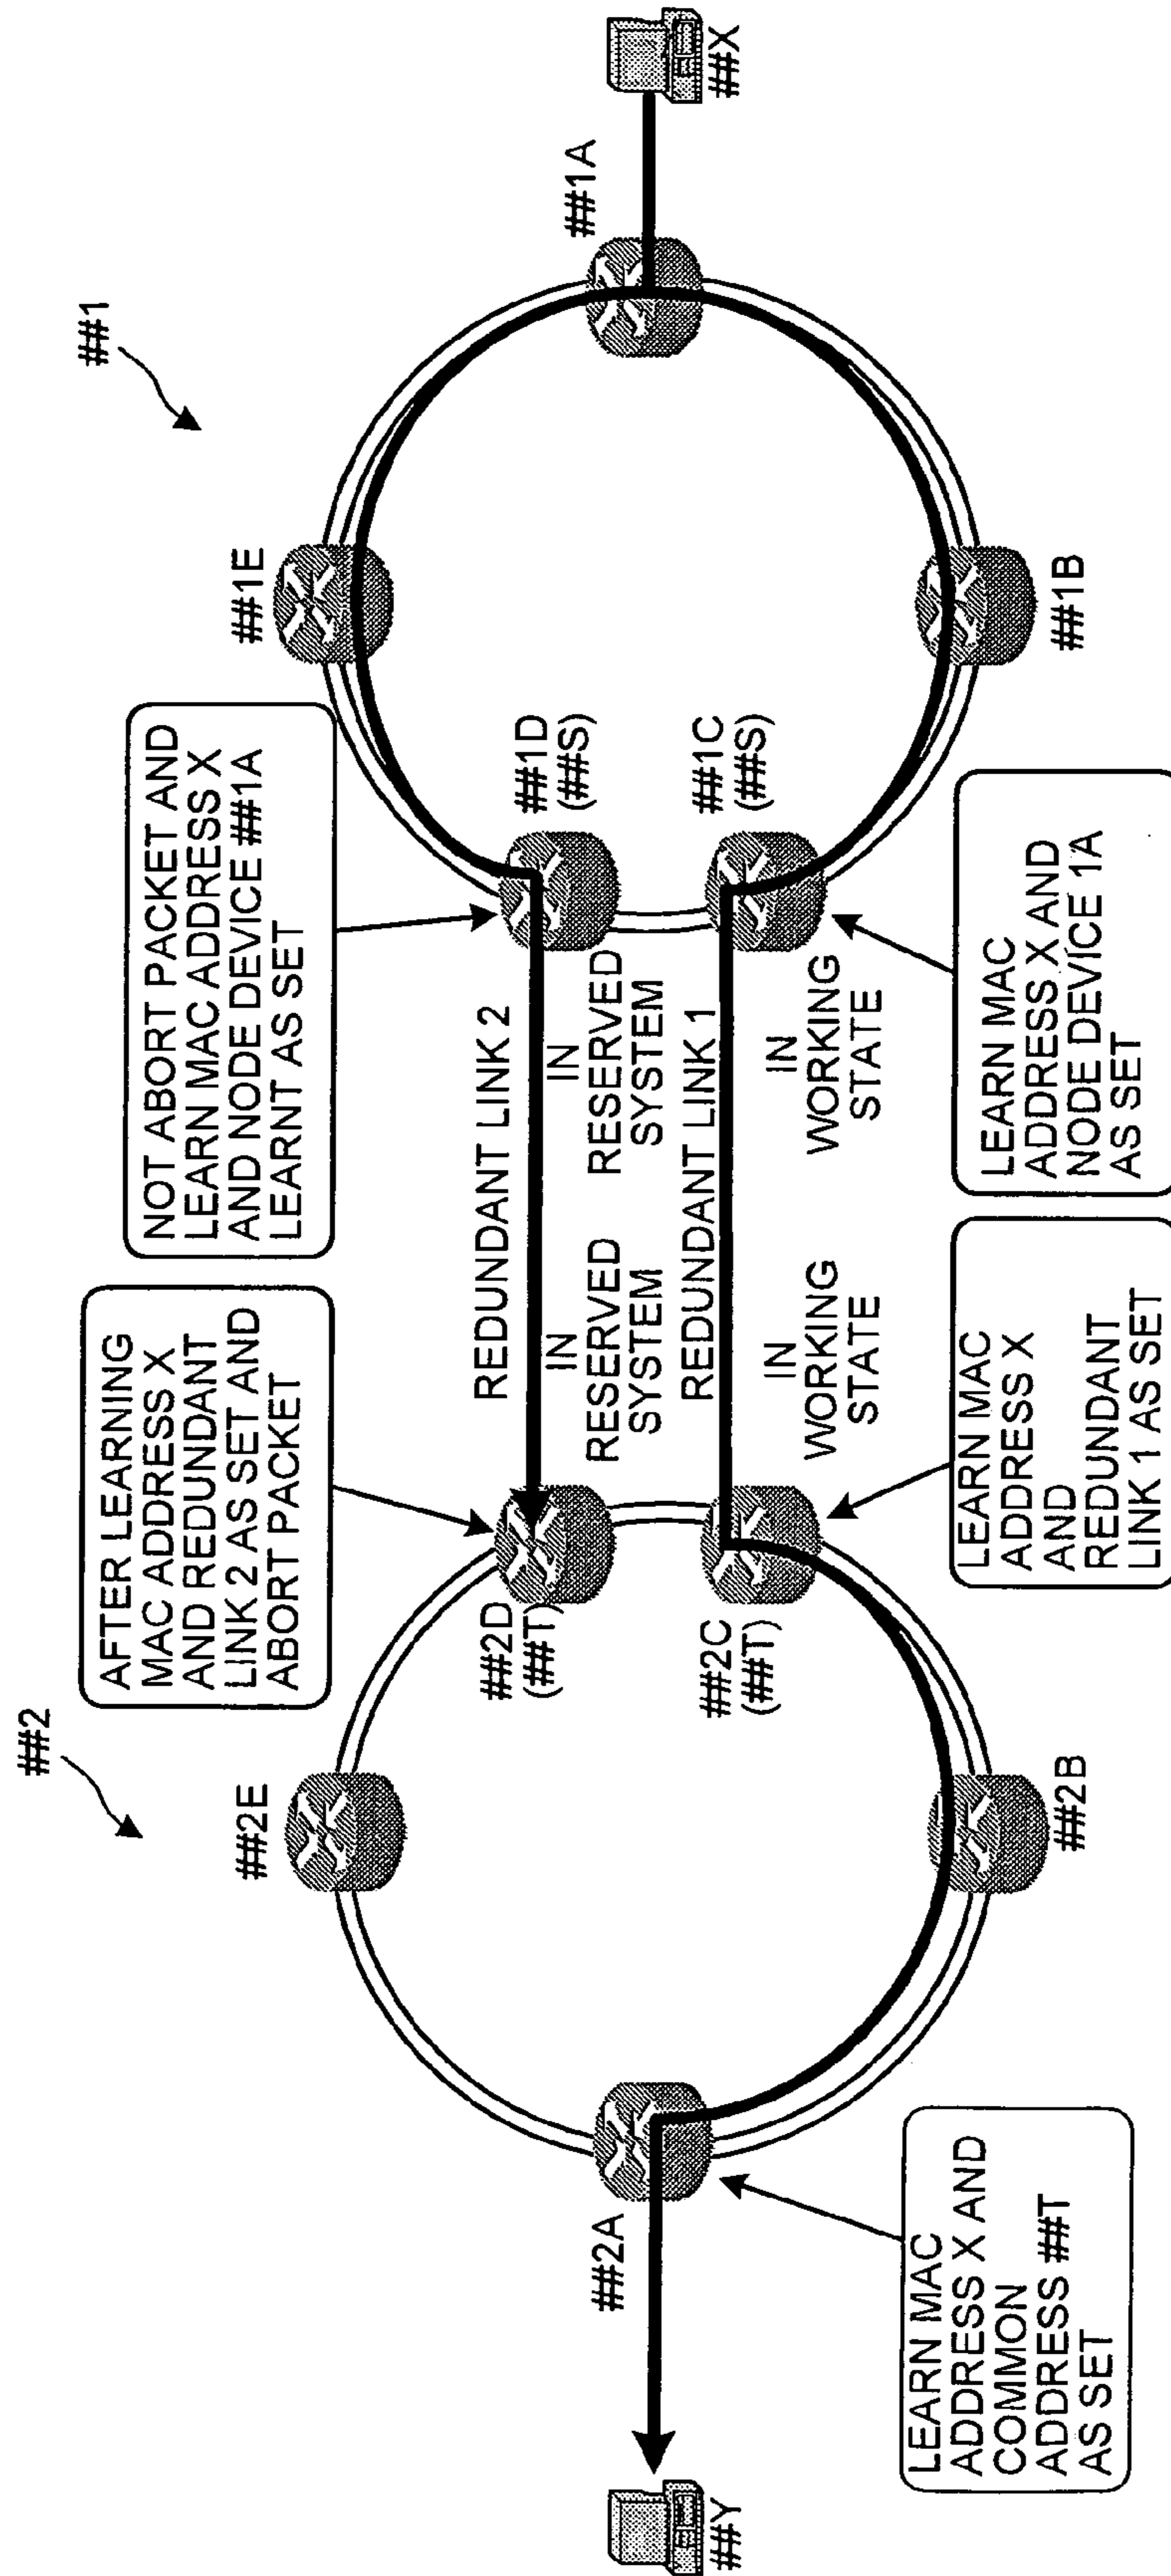 ##2
##1
AFTER LEARNING
MAC ADDRESS X
AND REDUNDANT
LINK 2 AS SET AND
ABORT PACKET
NOT ABORT PACKET AND
LEARN MAC ADDRESS X
AND NODE DEVICE ##1A
LEARNT AS SET
##2E
##1E
##2D
(##T)
REDUNDANT LINK 2
##1D
(##S)
IN
RESERVED
SYSTEM
IN
RESERVED
SYSTEM
##Y
##2A
##1A
##X
##2C
(##T)
REDUNDANT LINK 1
##1C
(##S)
IN
WORKING
STATE
IN
WORKING
STATE
##2B
##1B
LEARN MAC
ADDRESS X AND
COMMON
ADDRESS ##T
AS SET
LEARN MAC
ADDRESS X
AND
REDUNDANT
LINK 1 AS SET
LEARN MAC
ADDRESS X AND
NODE DEVICE 1A
AS SET